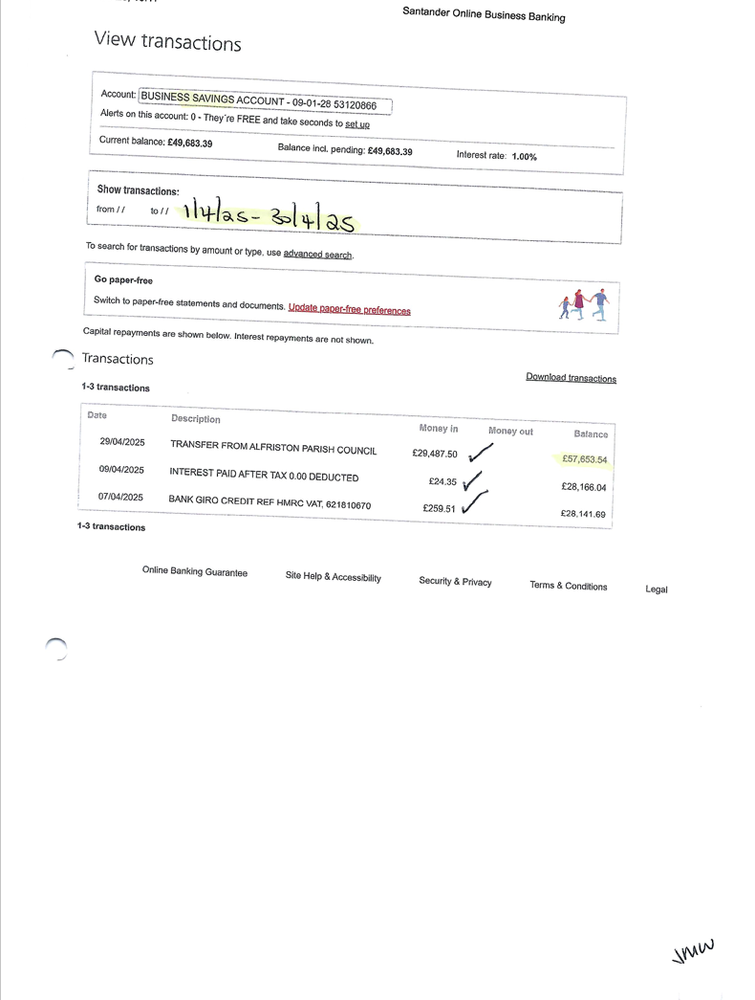 Santander Online Business Banking
View transactions
Account: BUSINESS SAVINGS ACCOUNT - 09-01-28 53120866
Alerts on this account: 0 - They're FREE and take seconds to set up
Current balance: £49,683.39 Balance incl. pending: £49,683.39 Interest rate: 1.00%
Show transactions:
from / / to / / 1/4/25 - 30/4/25
To search for transactions by amount or type, use advanced search.
Go paper-free
Switch to paper-free statements and documents. Update paper-free preferences
Capital repayments are shown below. Interest repayments are not shown.
Transactions
Download transactions
1-3 transactions
Date Description Money in Money out Balance
29/04/2025 TRANSFER FROM ALFRISTON PARISH COUNCIL £29,487.50 £57,653.54
09/04/2025 INTEREST PAID AFTER TAX 0.00 DEDUCTED £24.35 £28,166.04
07/04/2025 BANK GIRO CREDIT REF HMRC VAT, 621810670 £259.51 £28,141.69
1-3 transactions
Online Banking Guarantee Site Help & Accessibility Security & Privacy Terms & Conditions Legal
JMW